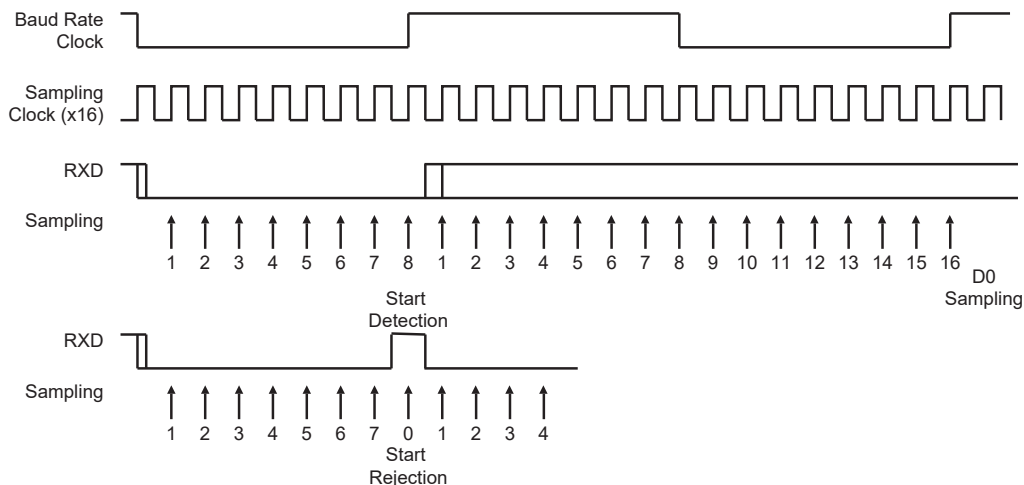 Baud Rate
Clock
Sampling
Clock (x16)
RXD
Sampling
1 2 3 4 5 6 7 8 1 2 3 4 5 6 7 8 9 10 11 12 13 14 15 16
D0
Sampling
Start
Detection
RXD
Sampling
1 2 3 4 5 6 7 0 1 2 3 4
Start
Rejection